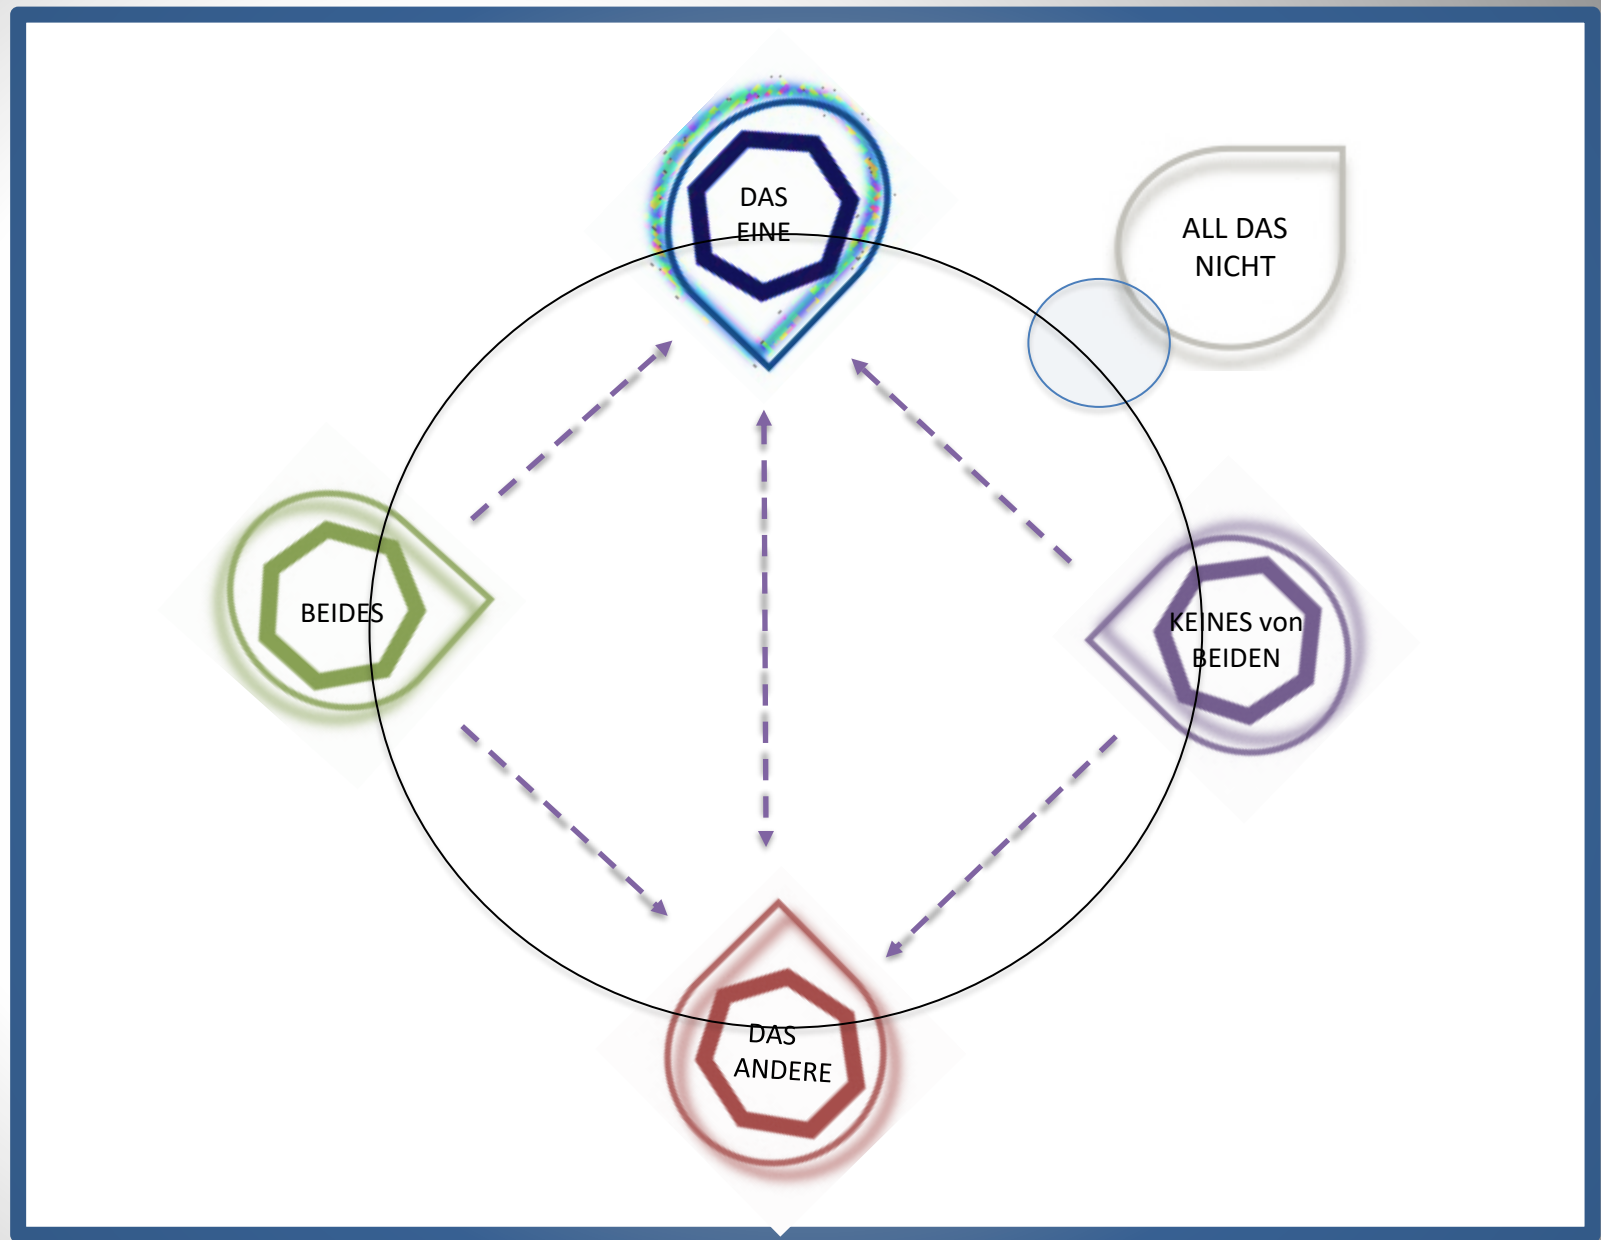 DAS
EINE
ALL DAS
NICHT
BEIDES
KEINES von
BEIDEN
DAS
ANDERE